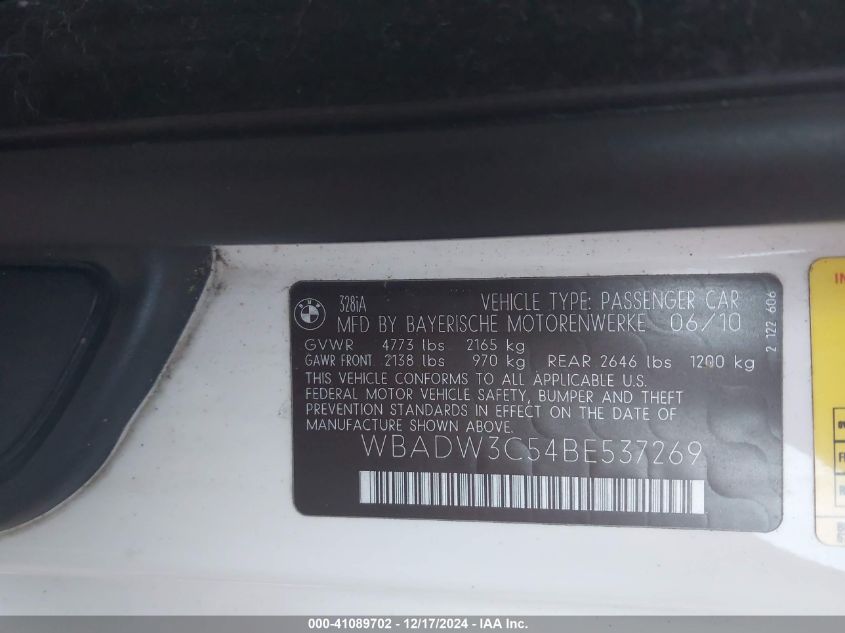 BMW
328iA VEHICLE TYPE: PASSENGER CAR
MFD BY BAYERISCHE MOTORENWERKE 06/10
GVWR 4773 lbs 2165 kg
GAWR FRONT 2138 lbs 970 kg REAR 2646 lbs 1200 kg
THIS VEHICLE CONFORMS TO ALL APPLICABLE U.S.
FEDERAL MOTOR VEHICLE SAFETY, BUMPER AND THEFT
PREVENTION STANDARDS IN EFFECT ON THE DATE OF
MANUFACTURE SHOWN ABOVE.
WBADW3C54BE537269
2 122 606
000-41089702 - 12/17/2024 - IAA Inc.